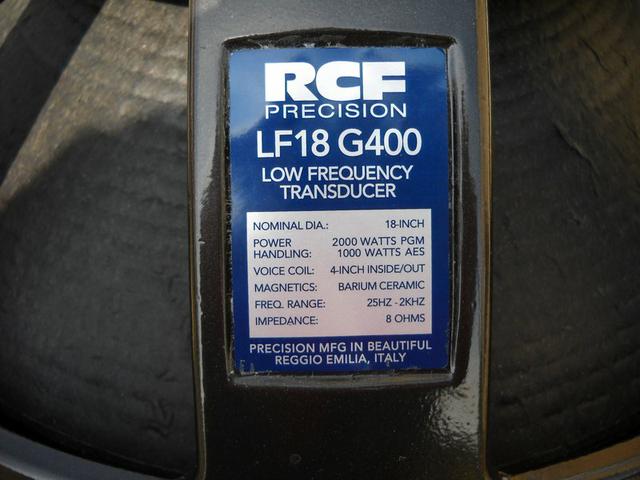 RCF
PRECISION
LF18 G400
LOW FREQUENCY
TRANSDUCER
NOMINAL DIA.: 18-INCH
POWER 2000 WATTS PGM
HANDLING: 1000 WATTS AES
VOICE COIL: 4-INCH INSIDE/OUT
MAGNETICS: BARIUM CERAMIC
FREQ. RANGE: 25HZ - 2KHZ
IMPEDANCE: 8 OHMS
PRECISION MFG IN BEAUTIFUL
REGGIO EMILIA, ITALY